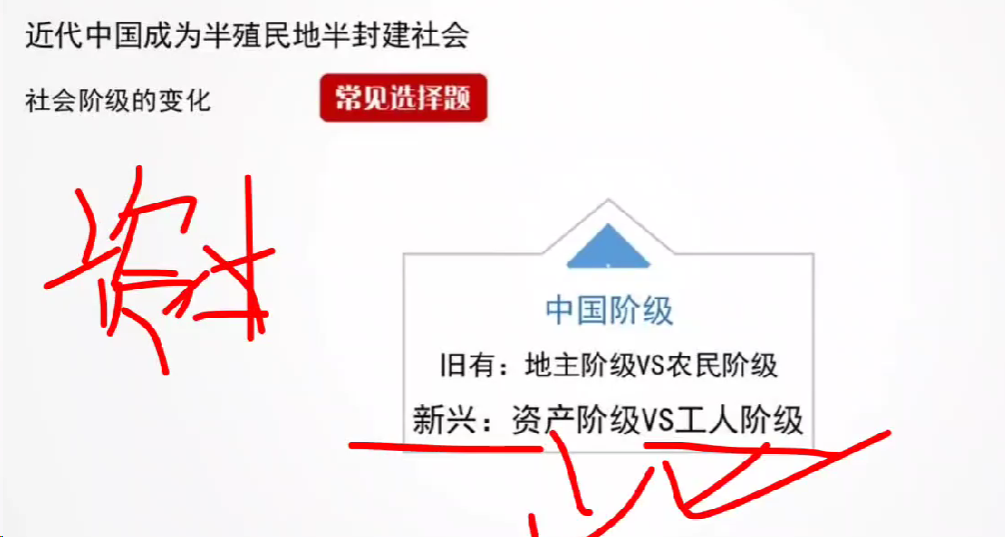 近代中国成为半殖民地半封建社会
社会阶级的变化
常见选择题
资本
中国阶级
旧有：地主阶级VS农民阶级
新兴：资产阶级VS工人阶级